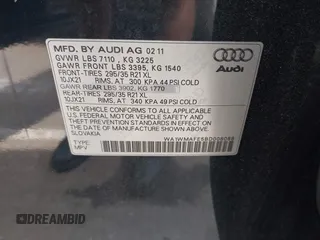 MFD. BY AUDI AG 02 11
GVWR LBS 7110 , KG 3225
GAWR FRONT LBS 3395, KG 1540
FRONT-TIRES 295/35 R21 XL
10JX21 RIMS, AT 300 KPA 44 PSI COLD
GAWR REAR LBS 3902, KG 1770
REAR-TIRES 295/35 R21 XL
10JX21 RIMS, AT 340 KPA 49 PSI COLD
Audi
THIS VEHICLE CONFORMS TO ALL APPLICABLE
U.S. FEDERAL MOTOR VEHICLE SAFETY, BUMPER, AND
THEFT PREVENTION STANDARDS IN EFFECT ON THE
DATE OF MANUFACTURE SHOWN ABOVE.
SLOVAKIA
TYPE:
DREAMBID